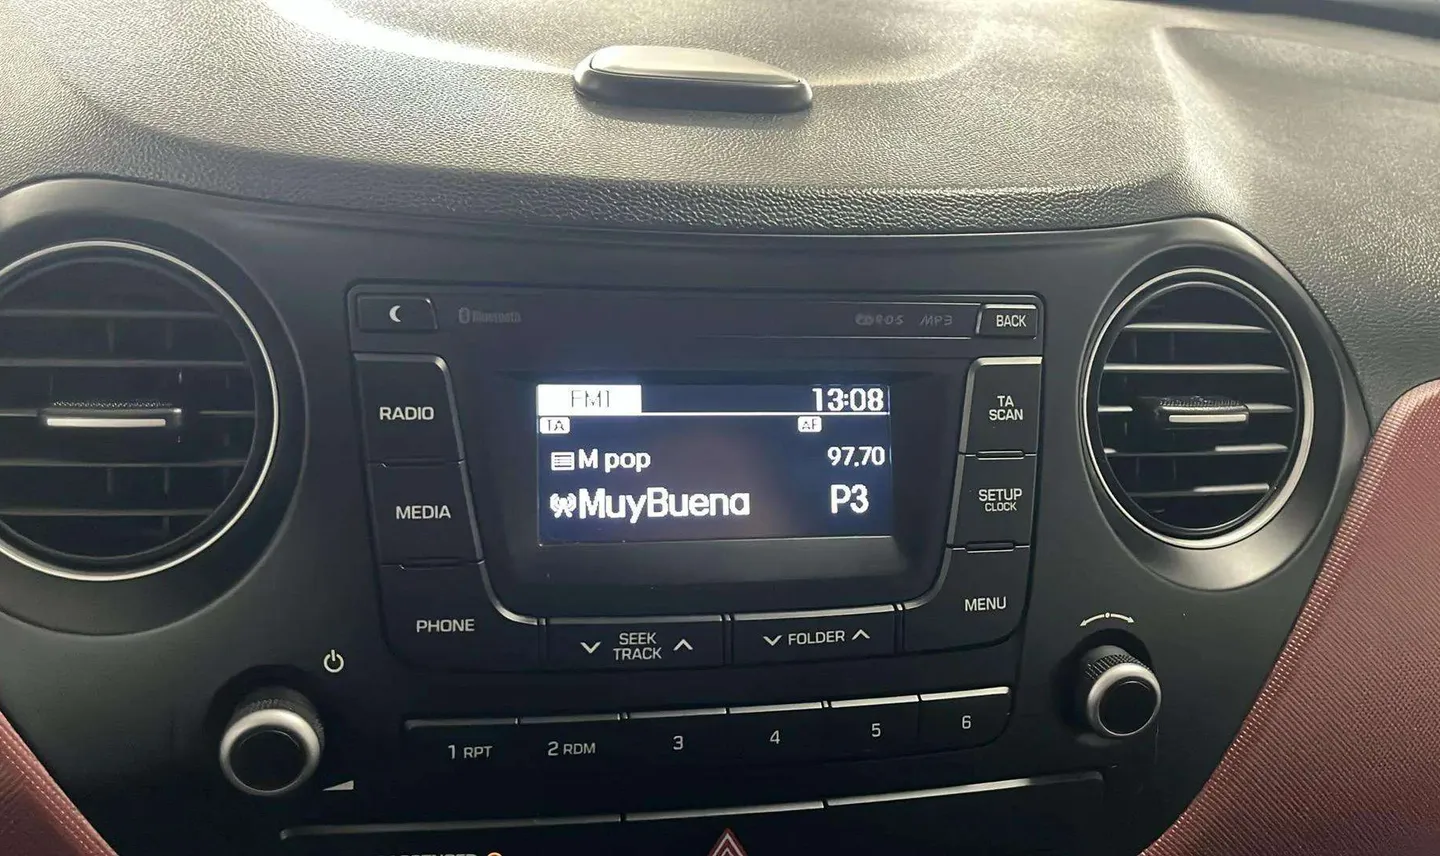 Bluetooth
RDS MP3
BACK
RADIO
MEDIA
PHONE
FM1 13:08
TA AF
M pop 97.70
MuyBuena P3
TA
SCAN
SETUP
CLOCK
MENU
SEEK
TRACK
FOLDER
1 RPT
2 RDM
3
4
5
6